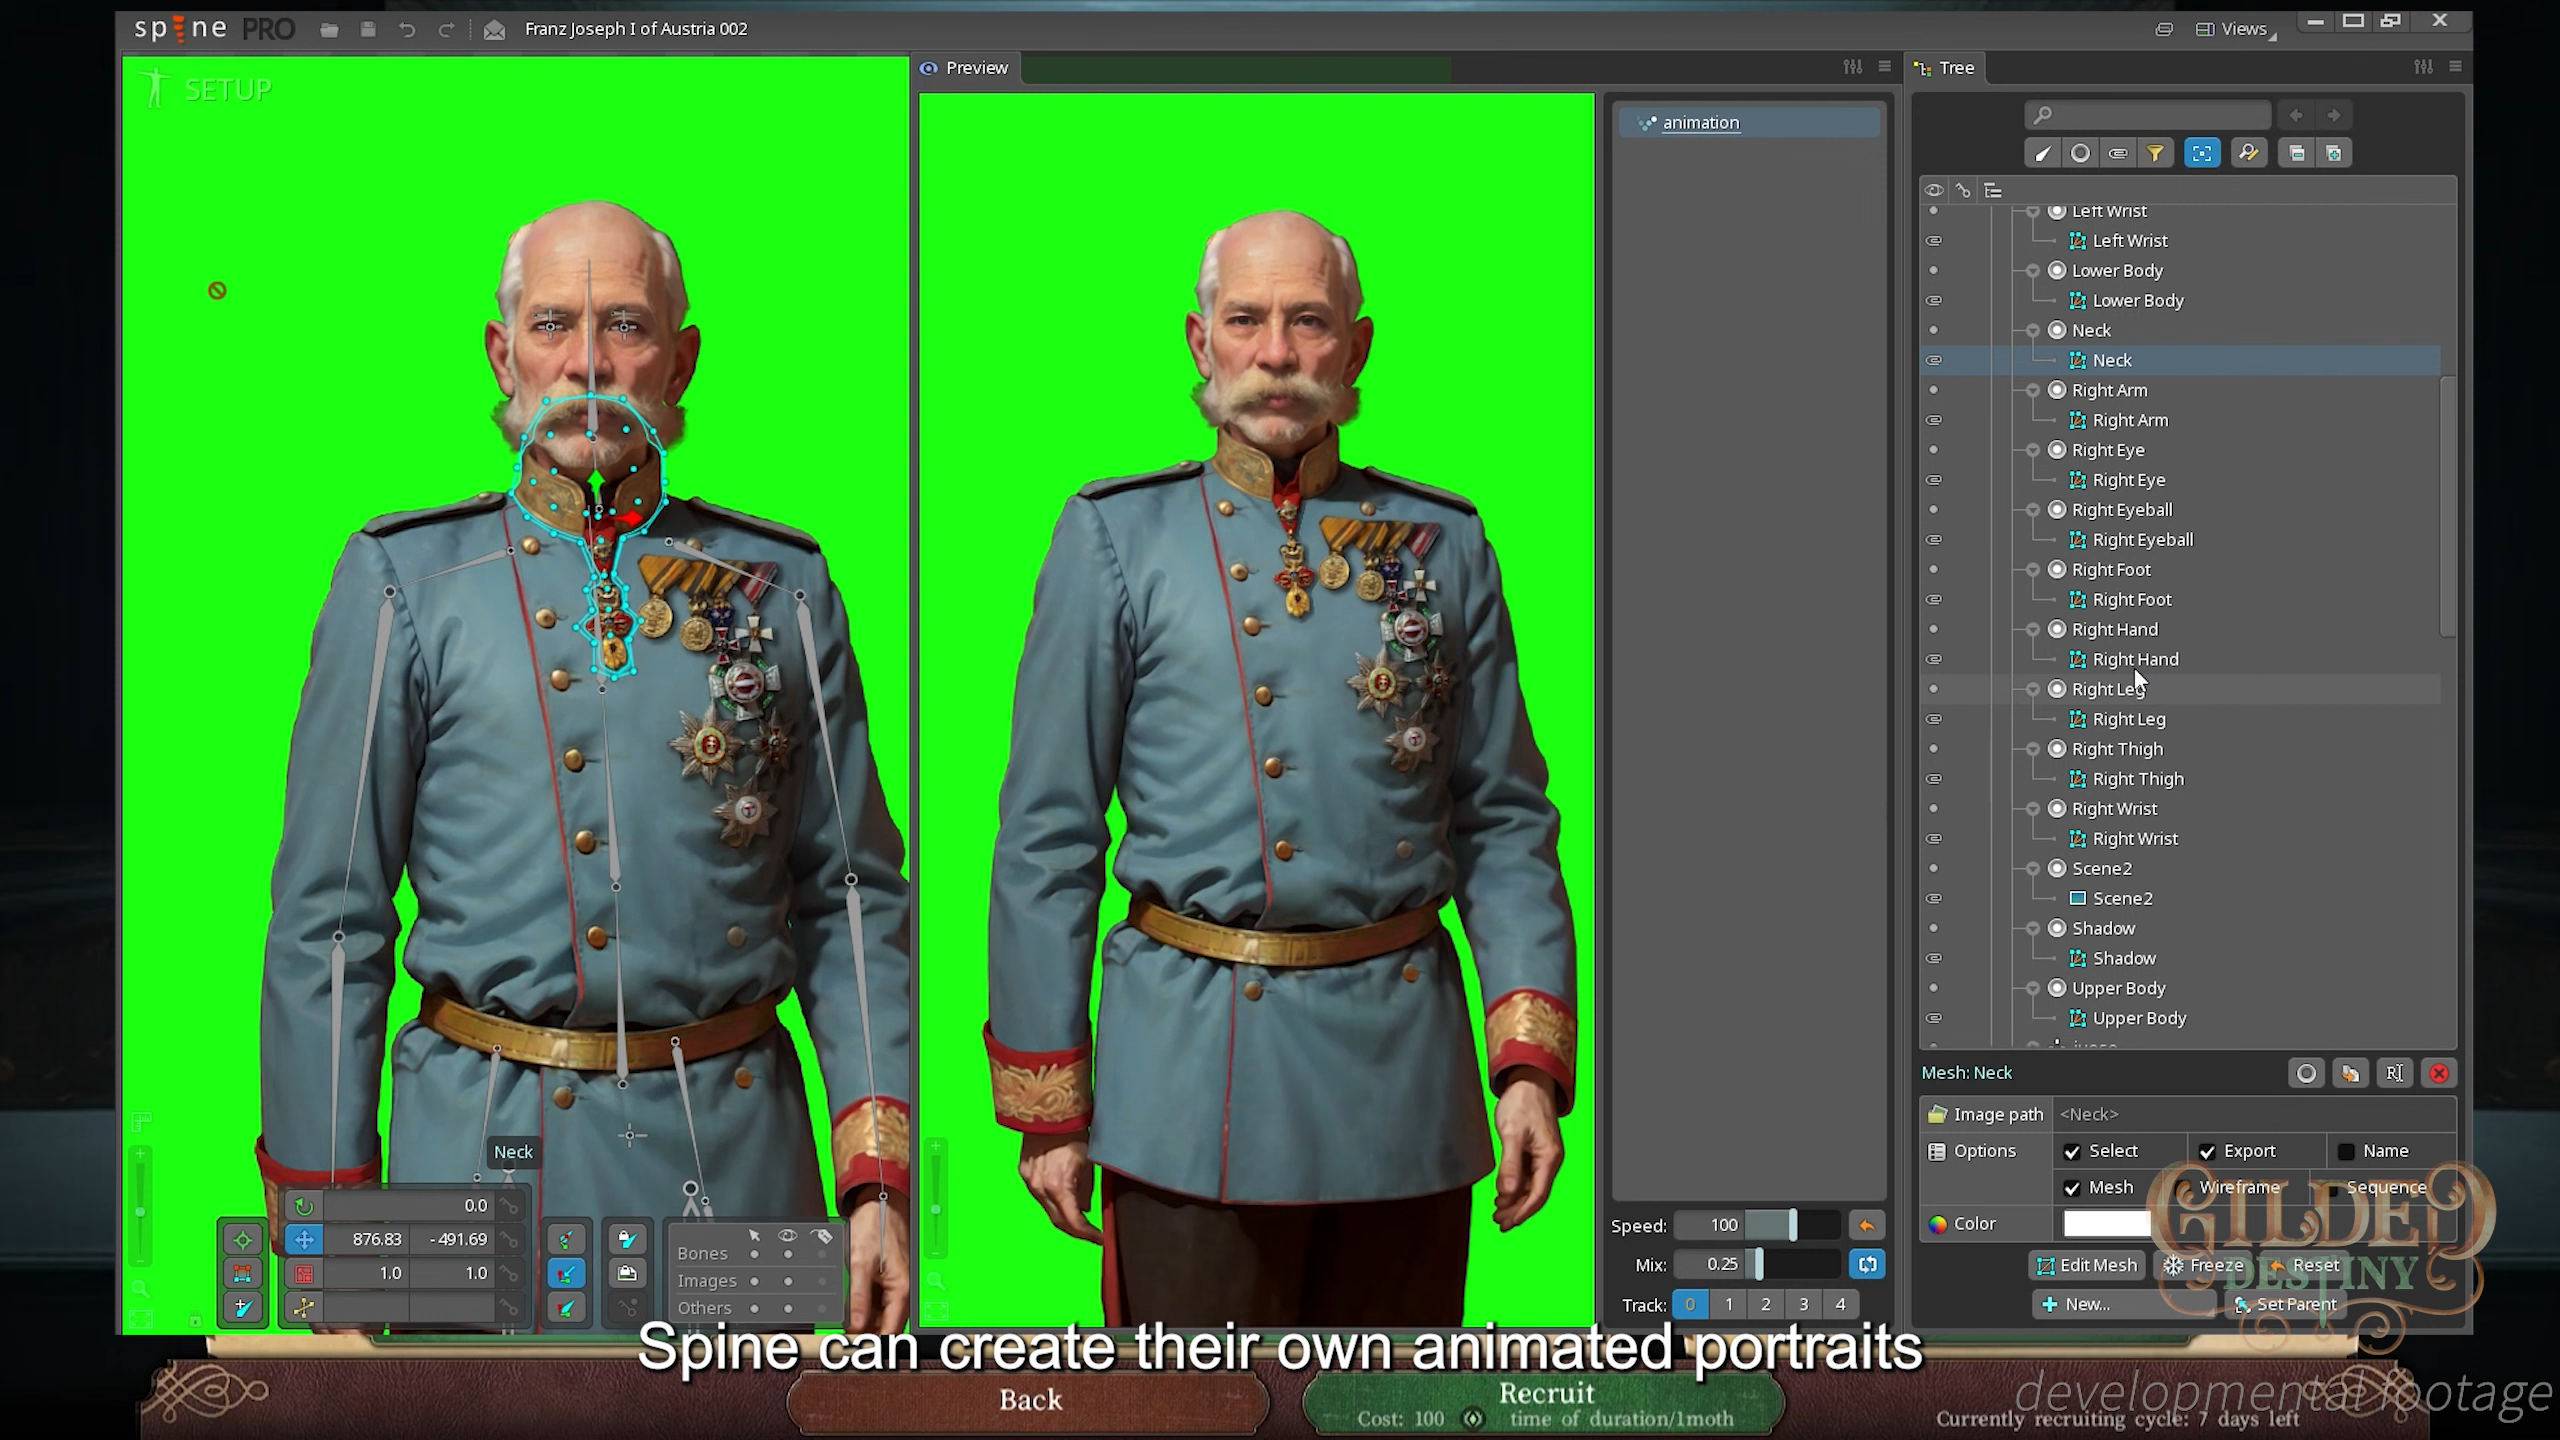 spine PRO
Franz Joseph I of Austria 002
Views
SETUP
Preview
animation
Tree
Left Wrist
Left Wrist
Lower Body
Lower Body
Neck
Neck
Right Arm
Right Arm
Right Eye
Right Eye
Right Eyeball
Right Eyeball
Right Foot
Right Foot
Right Hand
Right Hand
Right Leg
Right Leg
Right Thigh
Right Thigh
Right Wrist
Right Wrist
Scene2
Scene2
Shadow
Shadow
Upper Body
Upper Body
Mesh: Neck
Image path <Neck>
Options Select Export Name
Mesh Wireframe Sequence
Color
Edit Mesh Freeze Reset
New... Set Parent
GILDED
DESTINY
Neck
0.0
876.83 -491.69
1.0 1.0
Bones
Images
Others
Speed: 100
Mix: 0.25
Track: 0 1 2 3 4
Spine can create their own animated portraits
Back
Recruit
Cost: 100 time of duration/1moth
developmental footage
Currently recruiting cycle: 7 days left